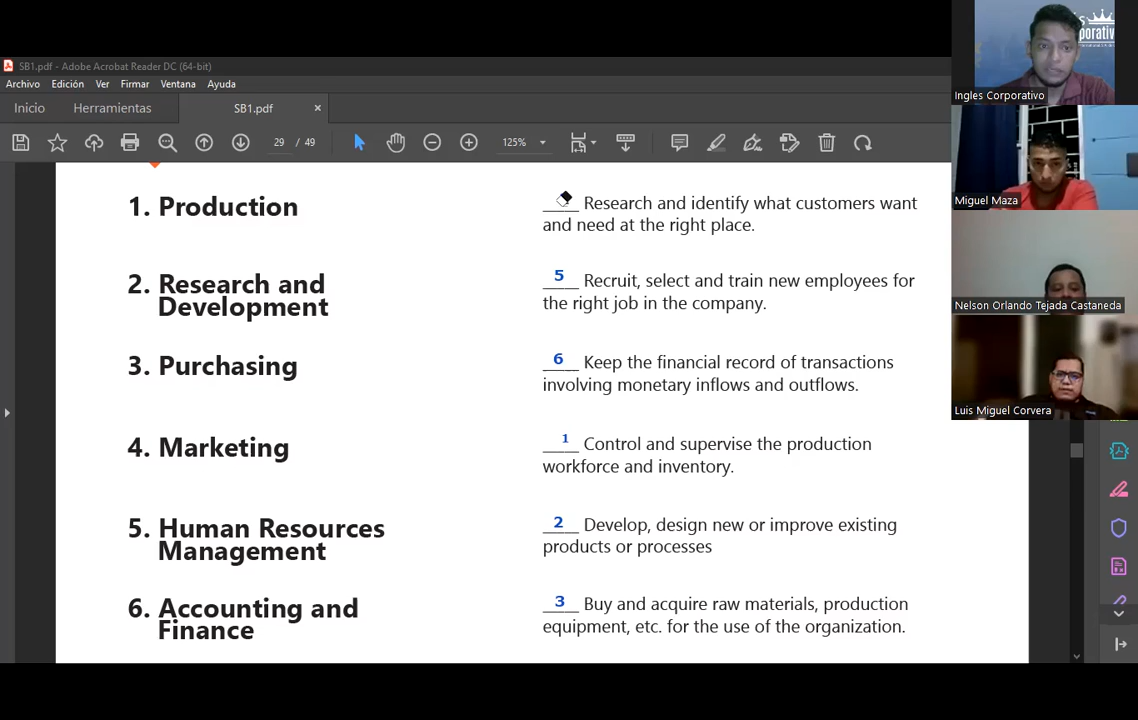 SB1.pdf - Adobe Acrobat Reader DC (64-bit)
Archivo Edición Ver Firmar Ventana Ayuda
Inicio Herramientas SB1.pdf ×
29 / 49 125%
1. Production
2. Research and
Development
3. Purchasing
4. Marketing
5. Human Resources
Management
6. Accounting and
Finance
____ Research and identify what customers want
and need at the right place.
5 Recruit, select and train new employees for
the right job in the company.
6 Keep the financial record of transactions
involving monetary inflows and outflows.
1 Control and supervise the production
workforce and inventory.
2 Develop, design new or improve existing
products or processes
3 Buy and acquire raw materials, production
equipment, etc. for the use of the organization.
Ingles Corporativo
Miguel Maza
Nelson Orlando Tejada Castaneda
Luis Miguel Corvera